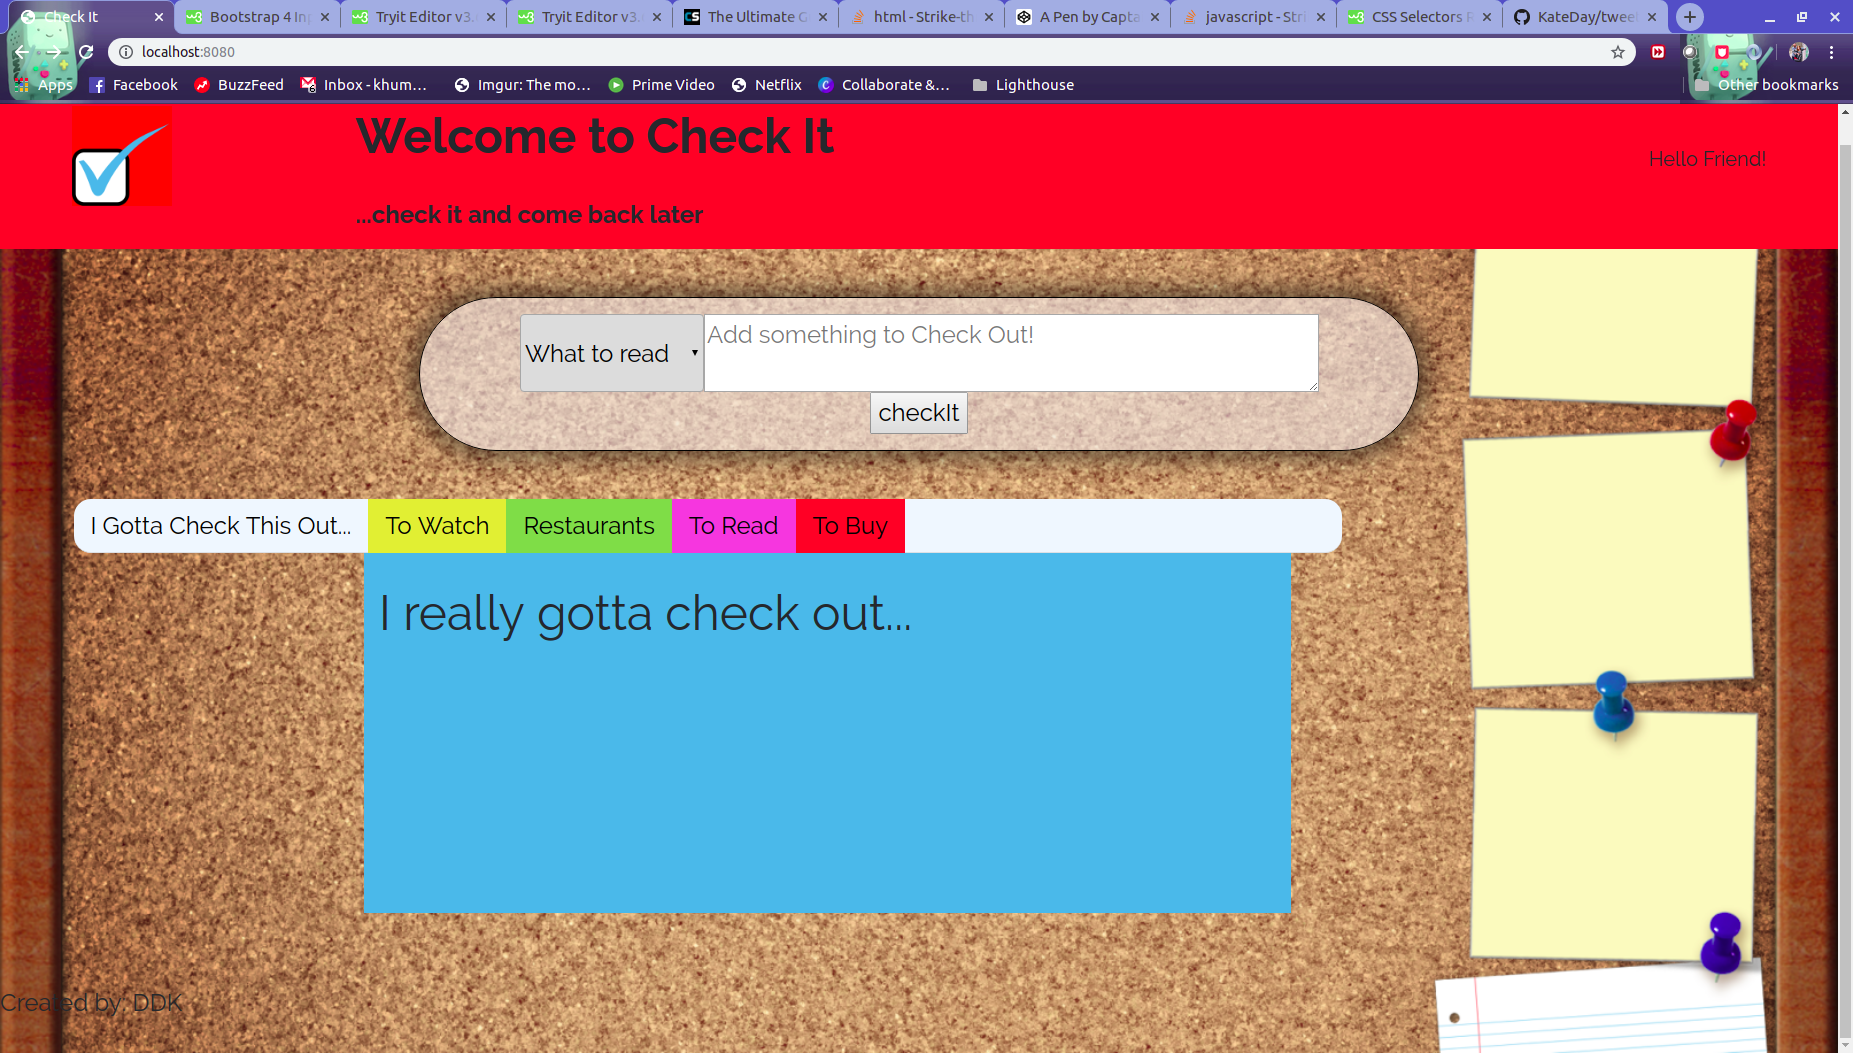 Check It
Bootstrap 4 In
Tryit Editor v3.
Tryit Editor v3.
The Ultimate G
html - Strike-th
A Pen by Capta
javascript - Stri
CSS Selectors R
KateDay/twee
localhost:8080
Apps
Facebook
BuzzFeed
Inbox - khum...
Imgur: The mo...
Prime Video
Netflix
Collaborate &...
Lighthouse
Other bookmarks
Welcome to Check It
Hello Friend!
...check it and come back later
What to read
Add something to Check Out!
checkIt
I Gotta Check This Out...
To Watch
Restaurants
To Read
To Buy
I really gotta check out...
Created by: DDK